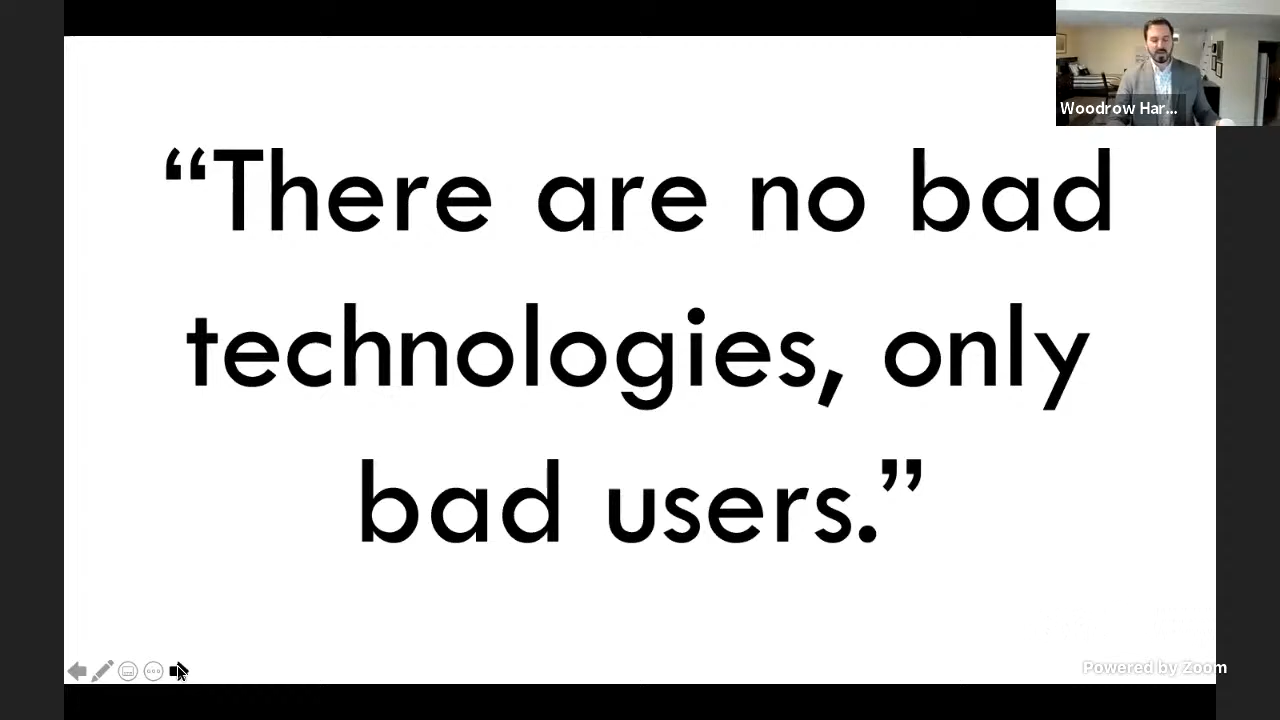 Woodrow Har...
“There are no bad
technologies, only
bad users.”
Powered by Zoom